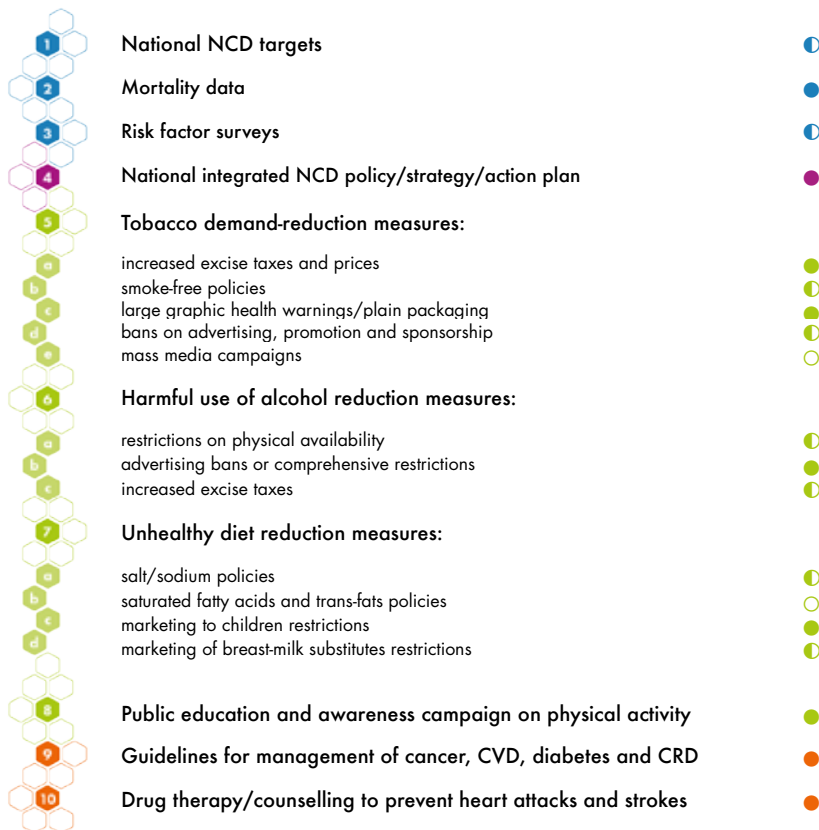 1 National NCD targets
2 Mortality data
3 Risk factor surveys
4 National integrated NCD policy/strategy/action plan
5 Tobacco demand-reduction measures:
a increased excise taxes and prices
b smoke-free policies
c large graphic health warnings/plain packaging
d bans on advertising, promotion and sponsorship
e mass media campaigns
6 Harmful use of alcohol reduction measures:
a restrictions on physical availability
b advertising bans or comprehensive restrictions
c increased excise taxes
7 Unhealthy diet reduction measures:
a salt/sodium policies
b saturated fatty acids and trans-fats policies
c marketing to children restrictions
d marketing of breast-milk substitutes restrictions
8 Public education and awareness campaign on physical activity
9 Guidelines for management of cancer, CVD, diabetes and CRD
10 Drug therapy/counselling to prevent heart attacks and strokes